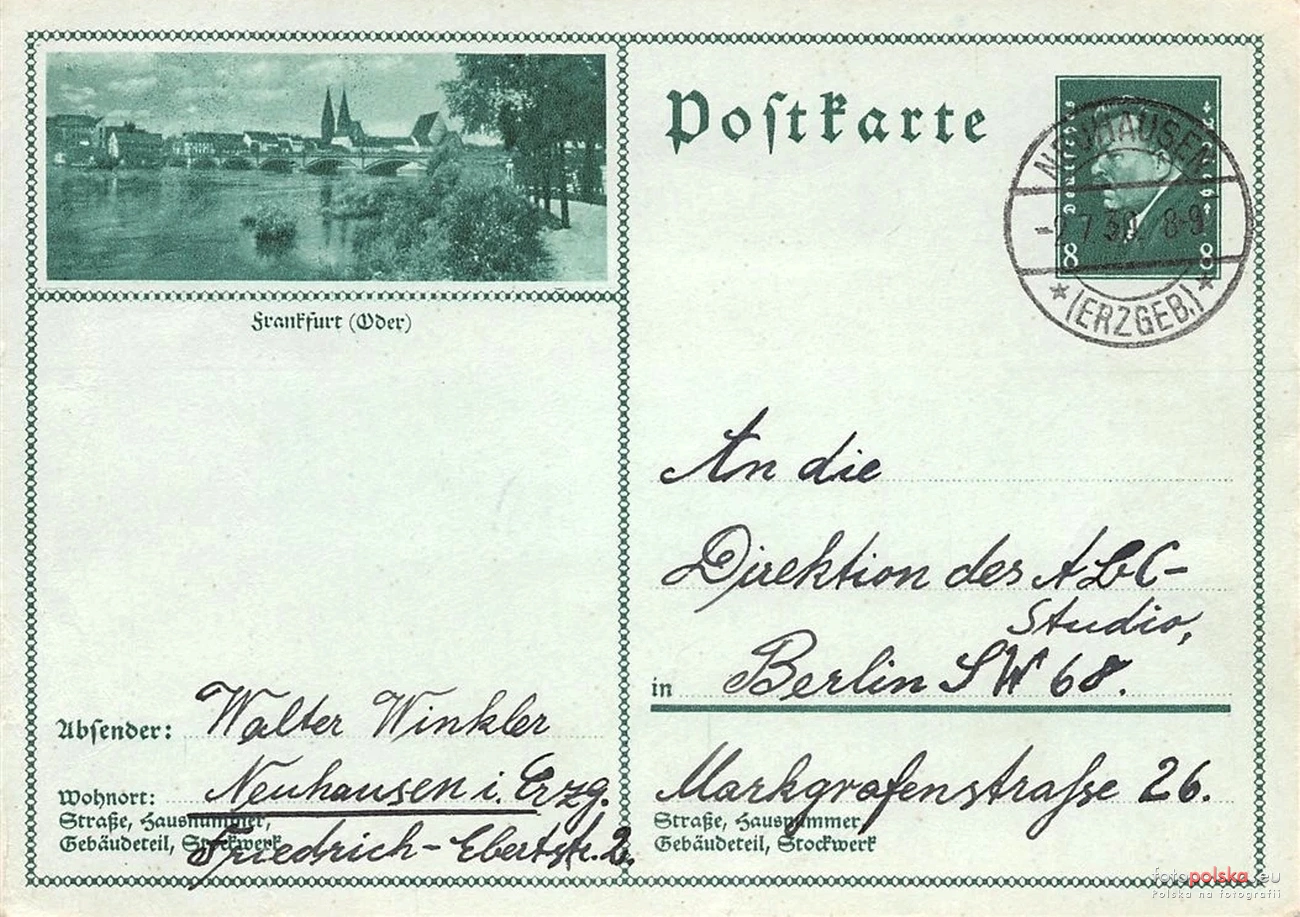 Frankfurt (Oder)
Absender: Walter Winkler
Wohnort: Neuhausen i. Erzg.
Straße, Hausnummer,
Gebäudeteil, Stockwerk Friedrich-Ebertstr. 2.
Postkarte
Deutsches
8 8
NEUHAUSEN
7.30. 8-9
(ERZGEB.)
An die
Direktion des ABC-
Studio,
in Berlin SW 68.
Markgrafenstraße 26.
Straße, Hausnummer,
Gebäudeteil, Stockwerk
fotopolska.eu
Polska na fotografii